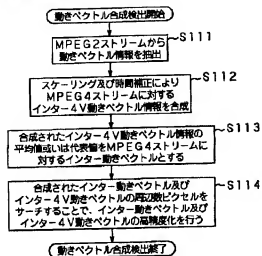 動きベクトル合成検出開始
MPEG2ストリームから
動きベクトル情報を抽出
S111
スケーリング及び時間補正により
MPEG4ストリームに対する
インター4V動きベクトル情報を合成
S112
合成されたインター4V動きベクトル情報の
平均値或いは代表値をMPEG4ストリームに
対するインター動きベクトルとする
S113
合成されたインター動きベクトル及び
インター4V動きベクトルの周辺数ピクセルを
サーチすることで、インター動きベクトル及び
インター4V動きベクトルの高精度化を行う
S114
動きベクトル合成検出終了